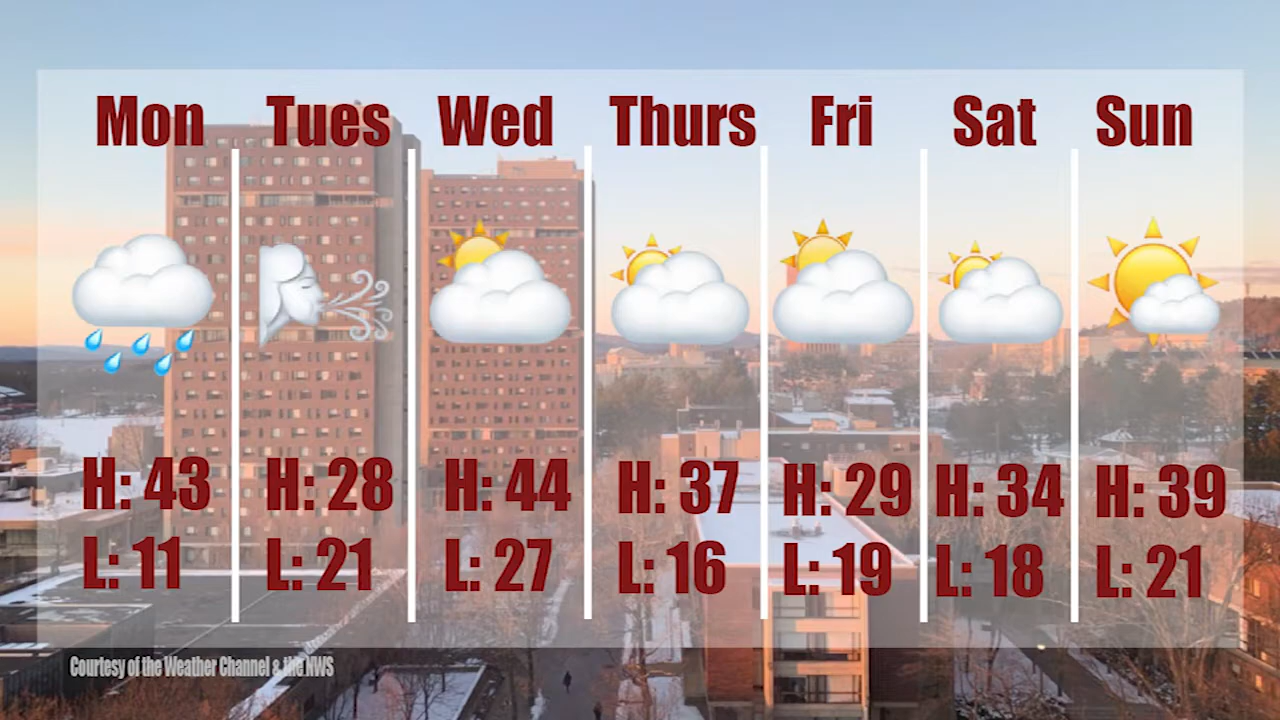 Mon Tues Wed Thurs Fri Sat Sun
H: 43 H: 28 H: 44 H: 37 H: 29 H: 34 H: 39
L: 11 L: 21 L: 27 L: 16 L: 19 L: 18 L: 21
Courtesy of the Weather Channel & the NWS